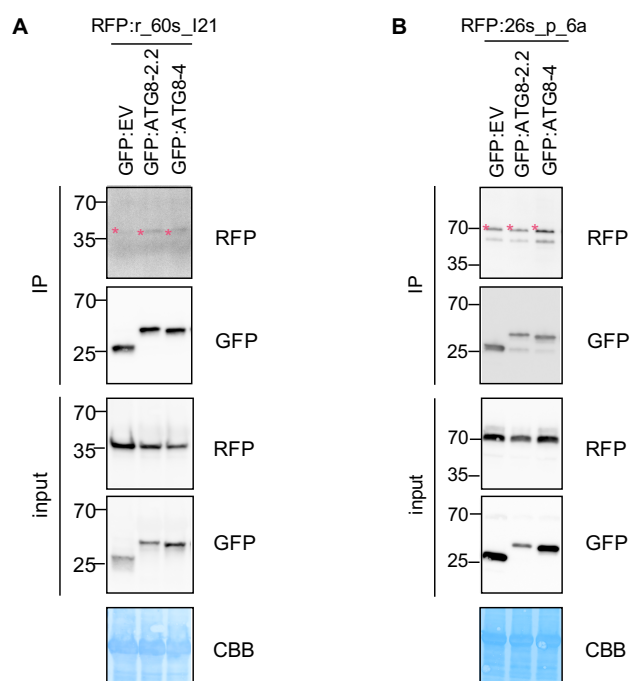 A
RFP:r_60s_l21
GFP:EV
GFP:ATG8-2.2
GFP:ATG8-4
IP
70
35
* * *
RFP
70
25
GFP
input
70
35
RFP
70
25
GFP
CBB
B
RFP:26s_p_6a
GFP:EV
GFP:ATG8-2.2
GFP:ATG8-4
IP
70
35
* * *
RFP
70
25
GFP
input
70
35
RFP
70
25
GFP
CBB